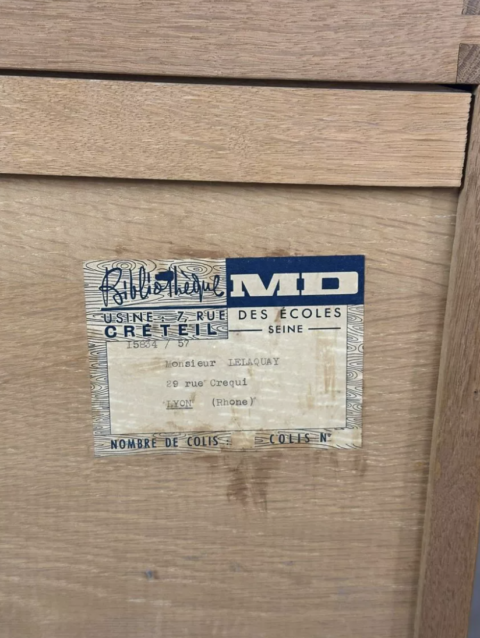 Bibliothèque MD
USINE : 7, RUE DES ÉCOLES
CRÉTEIL — SEINE —
15834 / 57
Monsieur LELAQUAY
89 rue Crequi
LYON (Rhone)
NOMBRE DE COLIS : COLIS N°